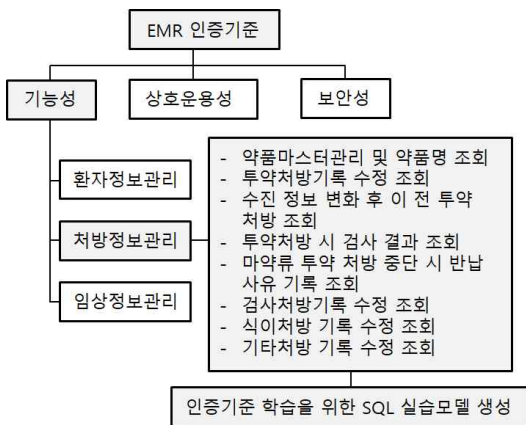 EMR 인증기준
기능성
상호운용성
보안성
환자정보관리
처방정보관리
임상정보관리
- 약품마스터관리 및 약품명 조회
- 투약처방기록 수정 조회
- 수진 정보 변화 후 이 전 투약
처방 조회
- 투약처방 시 검사 결과 조회
- 마약류 투약 처방 중단 시 반납
사유 기록 조회
- 검사처방기록 수정 조회
- 식이처방 기록 수정 조회
- 기타처방 기록 수정 조회
인증기준 학습을 위한 SQL 실습모델 생성